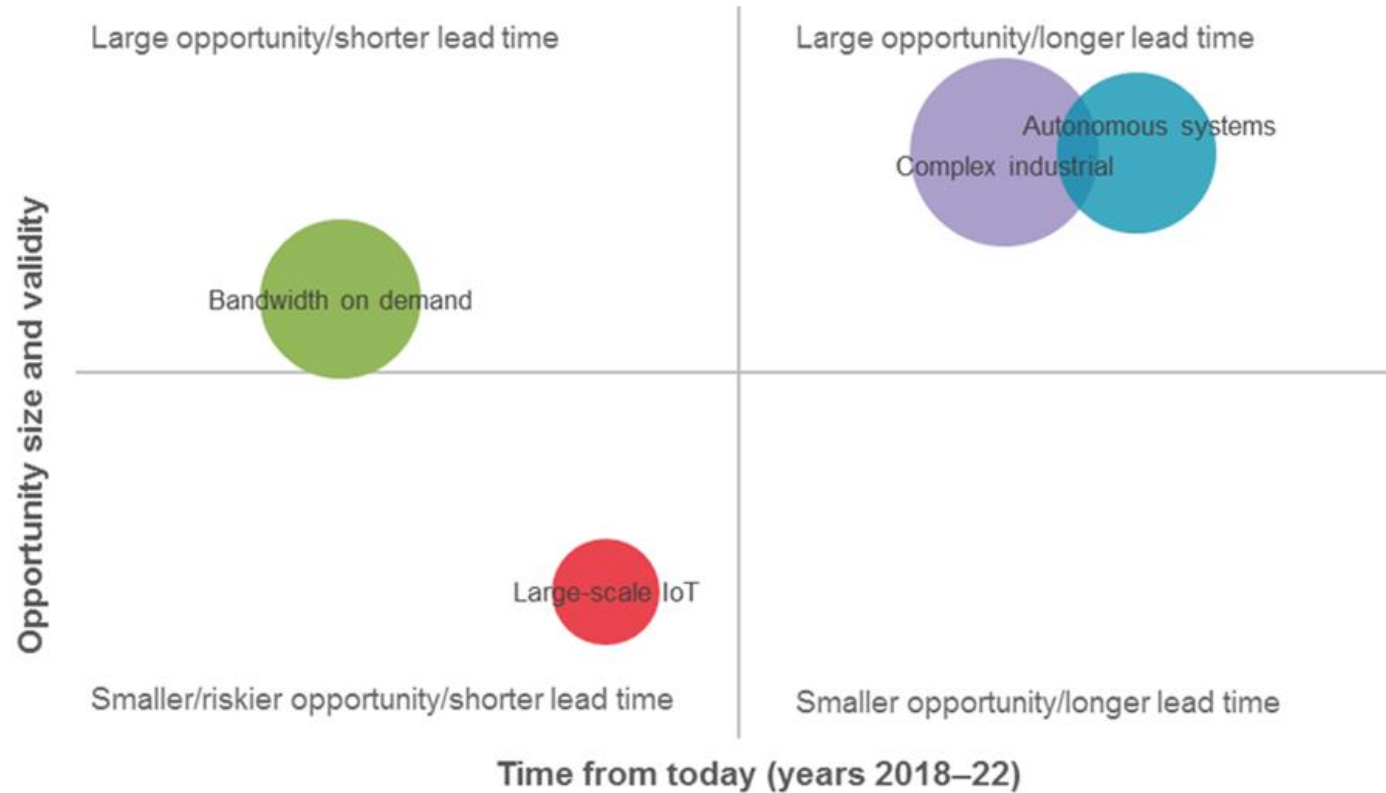 Large opportunity/shorter lead time
Large opportunity/longer lead time
Autonomous systems
Complex industrial
Bandwidth on demand
Large-scale IoT
Smaller/riskier opportunity/shorter lead time
Smaller opportunity/longer lead time
Opportunity size and validity
Time from today (years 2018–22)